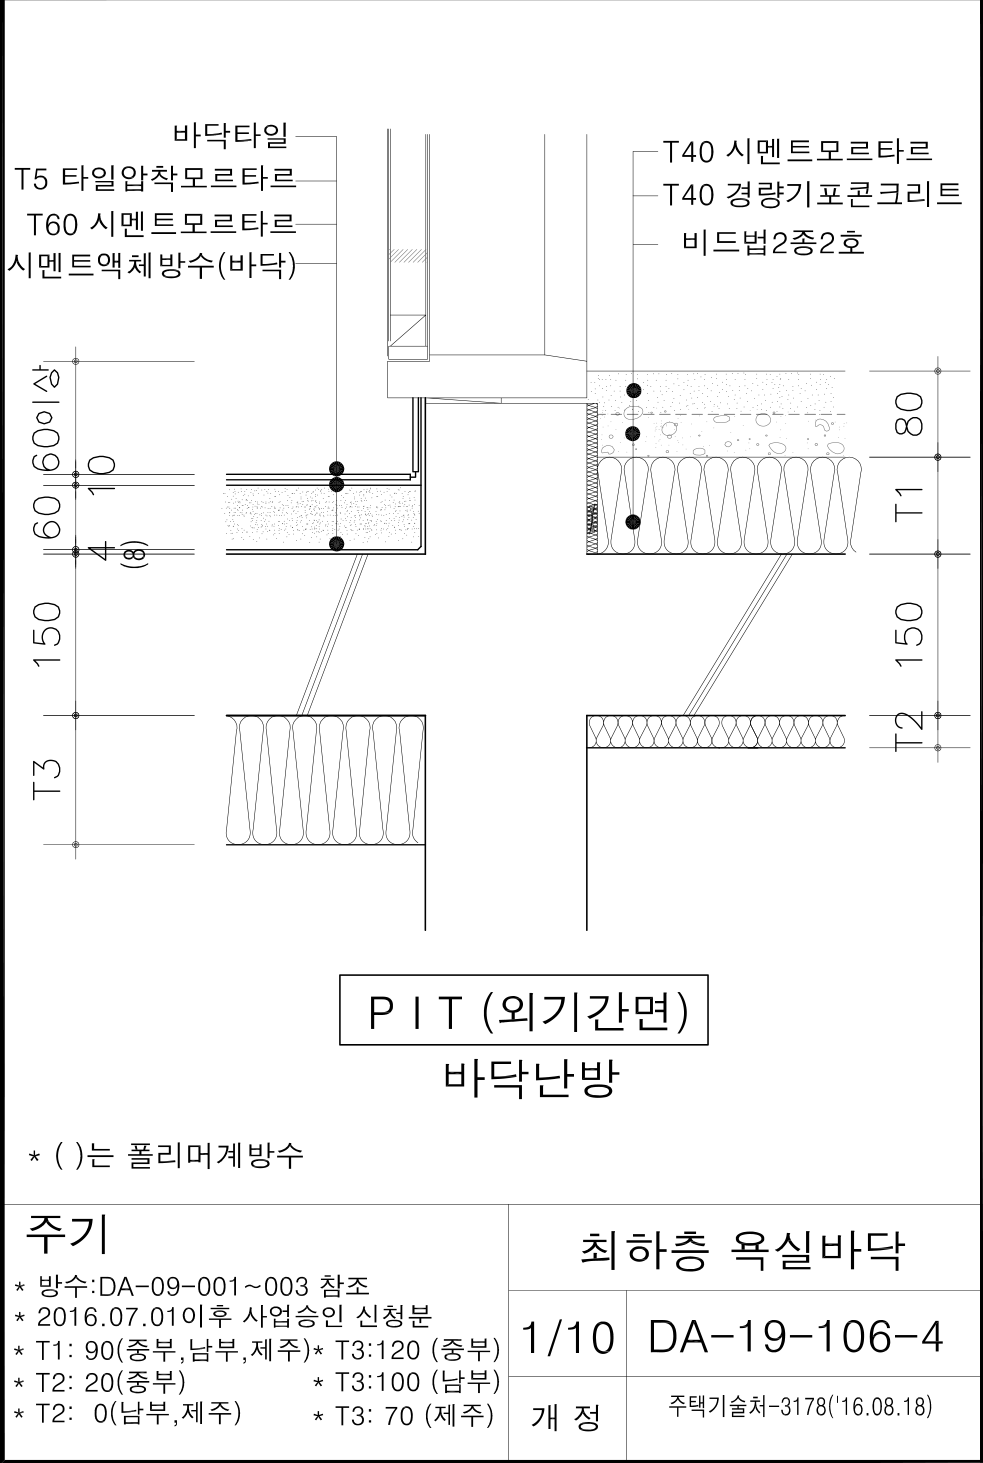 바닥타일
T5 타일압착모르타르
T60 시멘트모르타르
시멘트액체방수(바닥)
T40 시멘트모르타르
T40 경량기포콘크리트
비드법2종2호
60이상
10
60
4
(8)
150
T3
80
T1
150
T2
PIT (외기간면)
바닥난방
* ( )는 폴리머계방수
주기
* 방수:DA-09-001~003 참조
* 2016.07.01이후 사업승인 신청분
* T1: 90(중부,남부,제주)* T3:120 (중부)
* T2: 20(중부) * T3:100 (남부)
* T2: 0(남부,제주) * T3: 70 (제주)
최하층 욕실바닥
1/10 DA-19-106-4
개 정 주택기술처-3178('16.08.18)